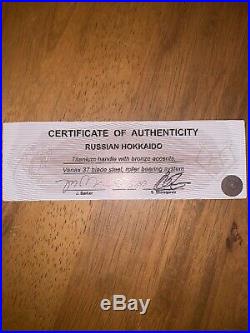 CERTIFICATE OF AUTHENTICITY
RUSSIAN HOKKAIDO
Titanium handle with bronze accents,
Vanax 37 blade steel, roller bearing system